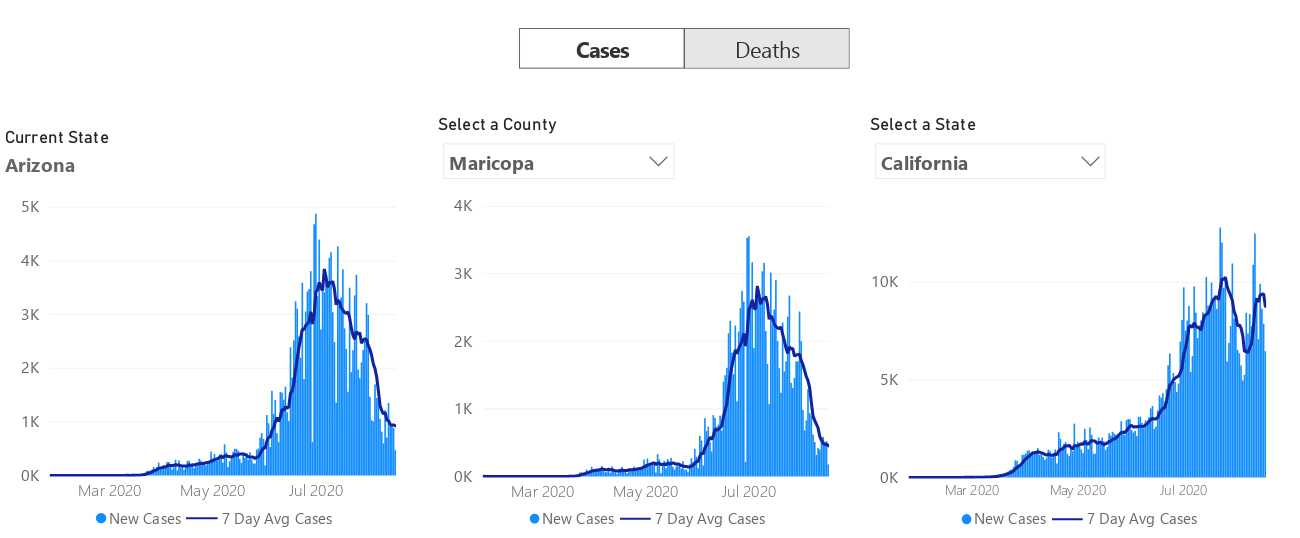 Cases Deaths
Current State
Arizona
5K
4K
3K
2K
1K
0K
Mar 2020 May 2020 Jul 2020
New Cases 7 Day Avg Cases
Select a County
Maricopa
4K
3K
2K
1K
0K
Mar 2020 May 2020 Jul 2020
New Cases 7 Day Avg Cases
Select a State
California
10K
5K
0K
Mar 2020 May 2020 Jul 2020
New Cases 7 Day Avg Cases